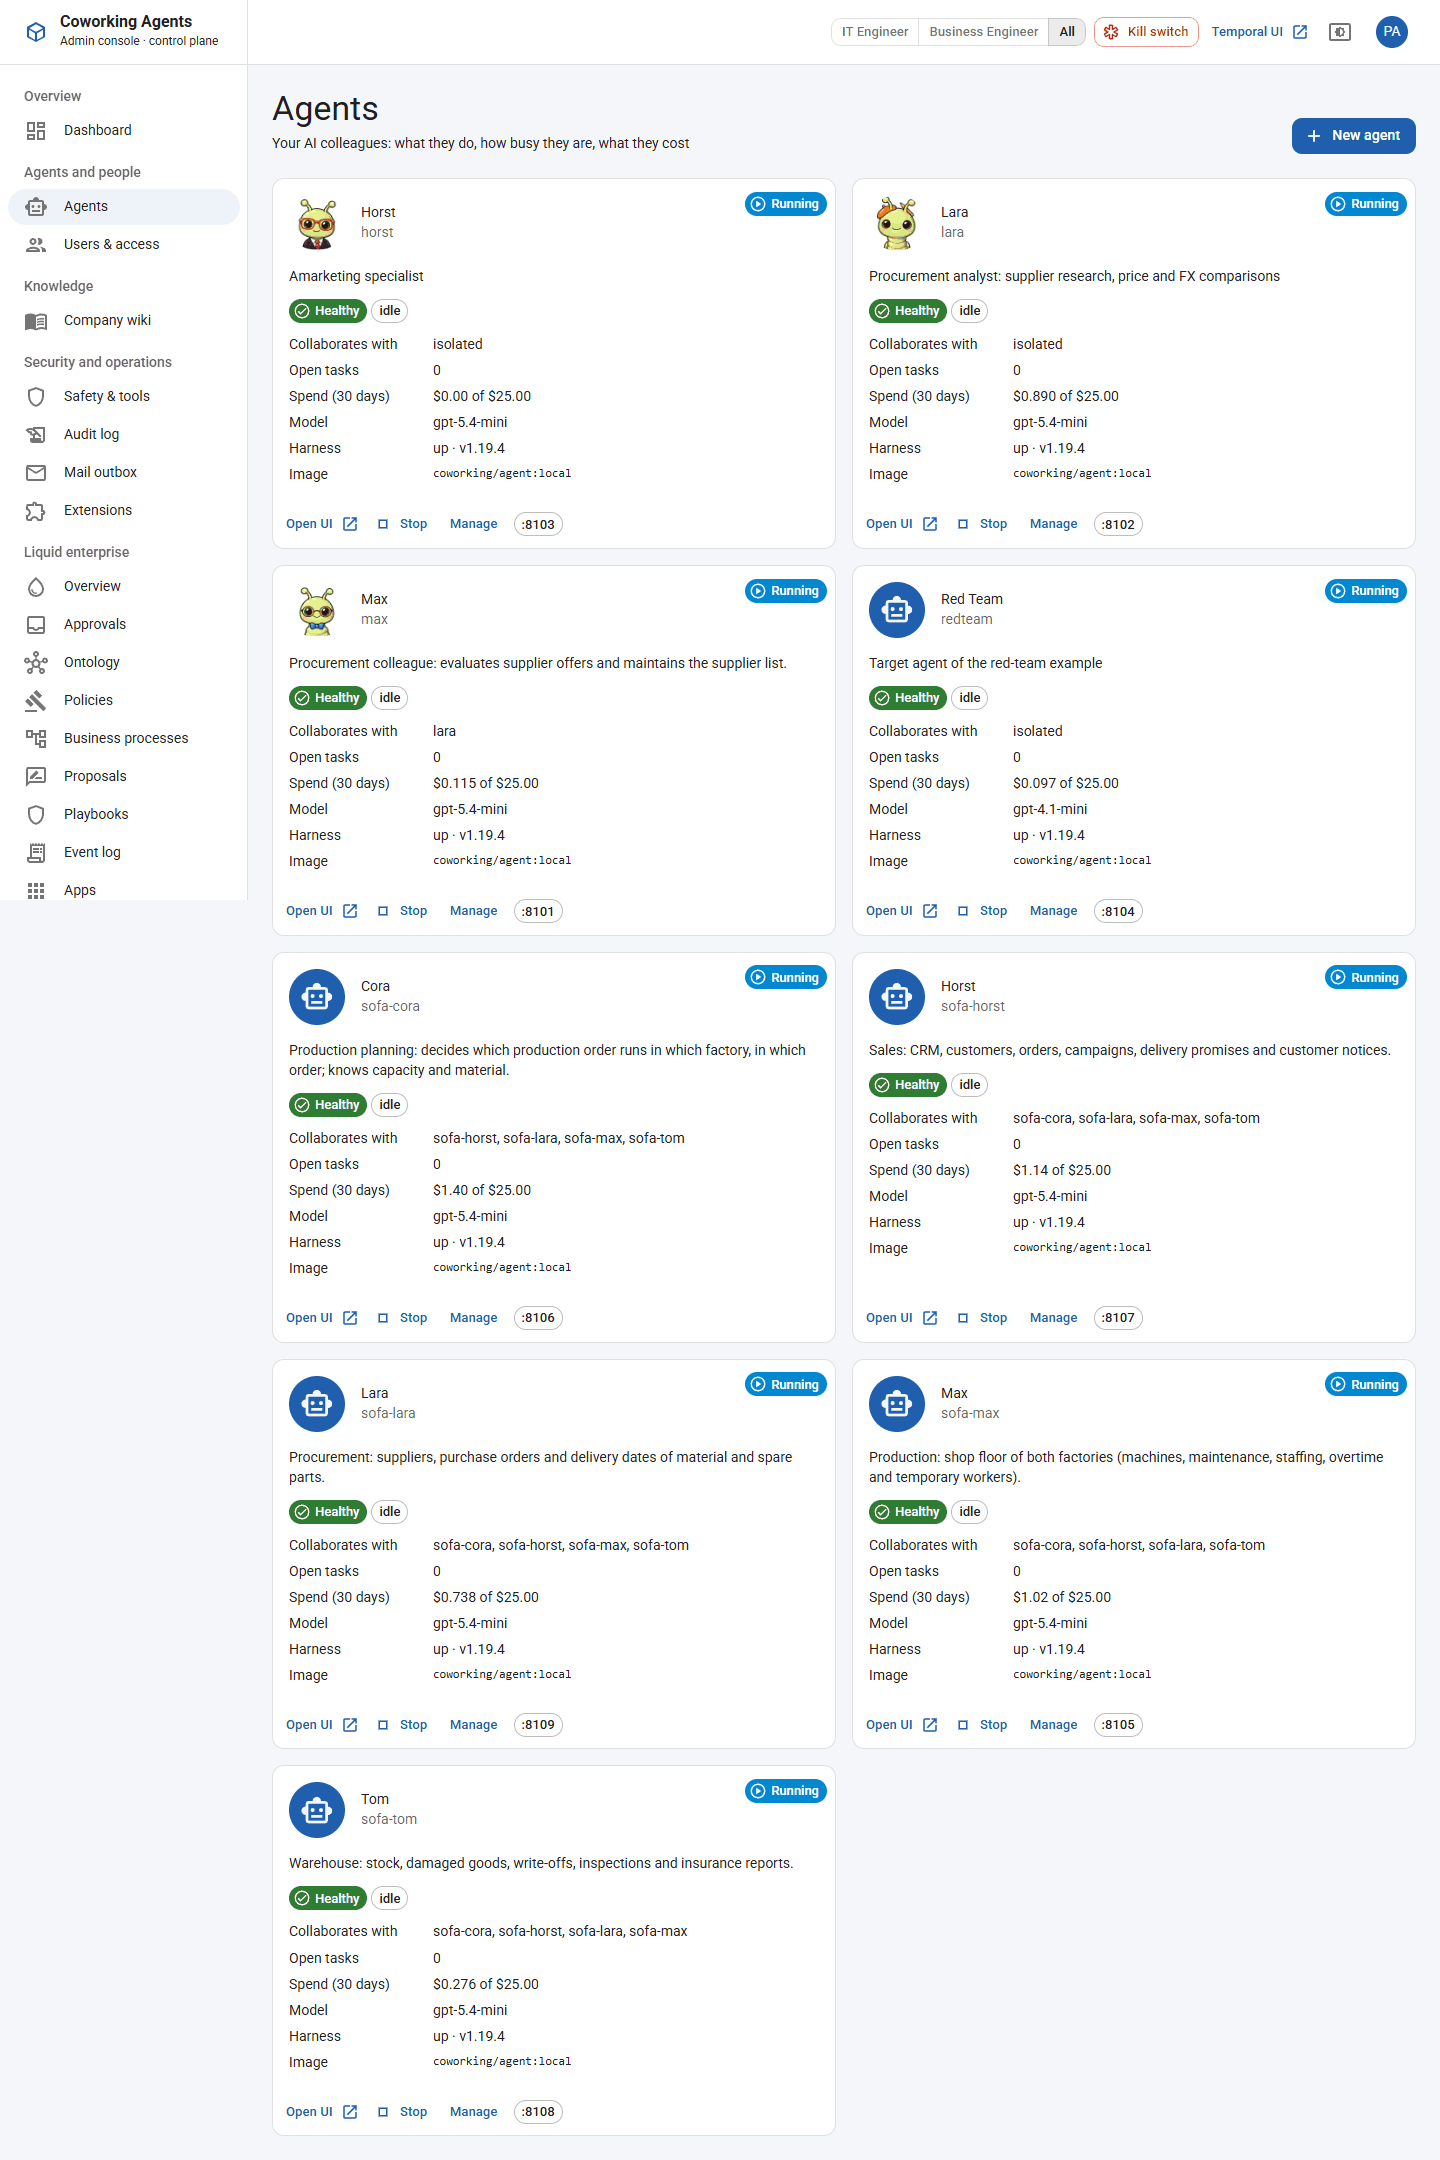 Coworking Agents
Admin console · control plane
IT Engineer
Business Engineer
All
Kill switch
Temporal UI
PA
Overview
Dashboard
Agents and people
Agents
Users & access
Knowledge
Company wiki
Security and operations
Safety & tools
Audit log
Mail outbox
Extensions
Liquid enterprise
Overview
Approvals
Ontology
Policies
Business processes
Proposals
Playbooks
Event log
Apps
Agents
Your AI colleagues: what they do, how busy they are, what they cost
New agent
Horst
horst
Running
Amarketing specialist
Healthy idle
Collaborates with isolated
Open tasks 0
Spend (30 days) $0.00 of $25.00
Model gpt-5.4-mini
Harness up · v1.19.4
Image coworking/agent:local
Open UI Stop Manage :8103
Lara
lara
Running
Procurement analyst: supplier research, price and FX comparisons
Healthy idle
Collaborates with isolated
Open tasks 0
Spend (30 days) $0.890 of $25.00
Model gpt-5.4-mini
Harness up · v1.19.4
Image coworking/agent:local
Open UI Stop Manage :8102
Max
max
Running
Procurement colleague: evaluates supplier offers and maintains the supplier list.
Healthy idle
Collaborates with lara
Open tasks 0
Spend (30 days) $0.115 of $25.00
Model gpt-5.4-mini
Harness up · v1.19.4
Image coworking/agent:local
Open UI Stop Manage :8101
Red Team
redteam
Running
Target agent of the red-team example
Healthy idle
Collaborates with isolated
Open tasks 0
Spend (30 days) $0.097 of $25.00
Model gpt-4.1-mini
Harness up · v1.19.4
Image coworking/agent:local
Open UI Stop Manage :8104
Cora
sofa-cora
Running
Production planning: decides which production order runs in which factory, in which
order; knows capacity and material.
Healthy idle
Collaborates with sofa-horst, sofa-lara, sofa-max, sofa-tom
Open tasks 0
Spend (30 days) $1.40 of $25.00
Model gpt-5.4-mini
Harness up · v1.19.4
Image coworking/agent:local
Open UI Stop Manage :8106
Horst
sofa-horst
Running
Sales: CRM, customers, orders, campaigns, delivery promises and customer notices.
Healthy idle
Collaborates with sofa-cora, sofa-lara, sofa-max, sofa-tom
Open tasks 0
Spend (30 days) $1.14 of $25.00
Model gpt-5.4-mini
Harness up · v1.19.4
Image coworking/agent:local
Open UI Stop Manage :8107
Lara
sofa-lara
Running
Procurement: suppliers, purchase orders and delivery dates of material and spare
parts.
Healthy idle
Collaborates with sofa-cora, sofa-horst, sofa-max, sofa-tom
Open tasks 0
Spend (30 days) $0.738 of $25.00
Model gpt-5.4-mini
Harness up · v1.19.4
Image coworking/agent:local
Open UI Stop Manage :8109
Max
sofa-max
Running
Production: shop floor of both factories (machines, maintenance, staffing, overtime
and temporary workers).
Healthy idle
Collaborates with sofa-cora, sofa-horst, sofa-lara, sofa-tom
Open tasks 0
Spend (30 days) $1.02 of $25.00
Model gpt-5.4-mini
Harness up · v1.19.4
Image coworking/agent:local
Open UI Stop Manage :8105
Tom
sofa-tom
Running
Warehouse: stock, damaged goods, write-offs, inspections and insurance reports.
Healthy idle
Collaborates with sofa-cora, sofa-horst, sofa-lara, sofa-max
Open tasks 0
Spend (30 days) $0.276 of $25.00
Model gpt-5.4-mini
Harness up · v1.19.4
Image coworking/agent:local
Open UI Stop Manage :8108